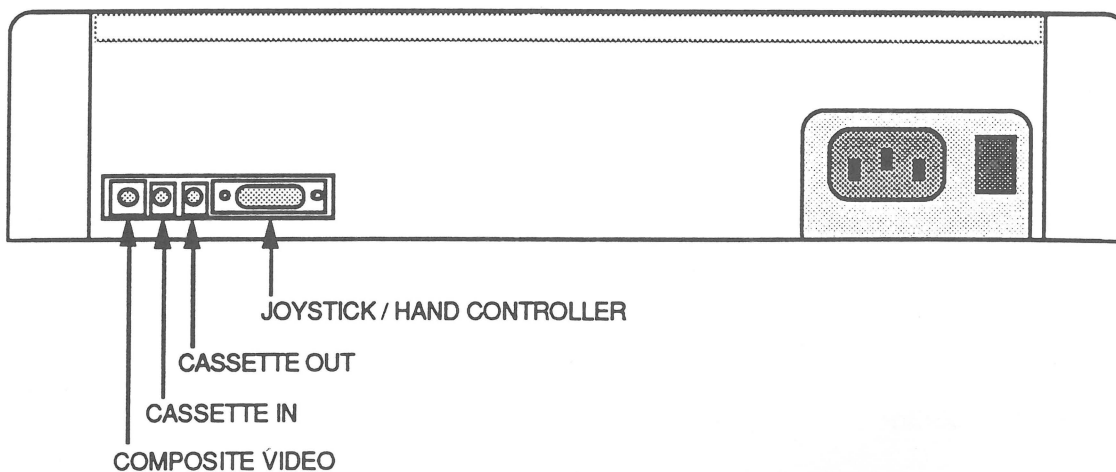 JOYSTICK / HAND CONTROLLER
CASSETTE OUT
CASSETTE IN
COMPOSITE VIDEO